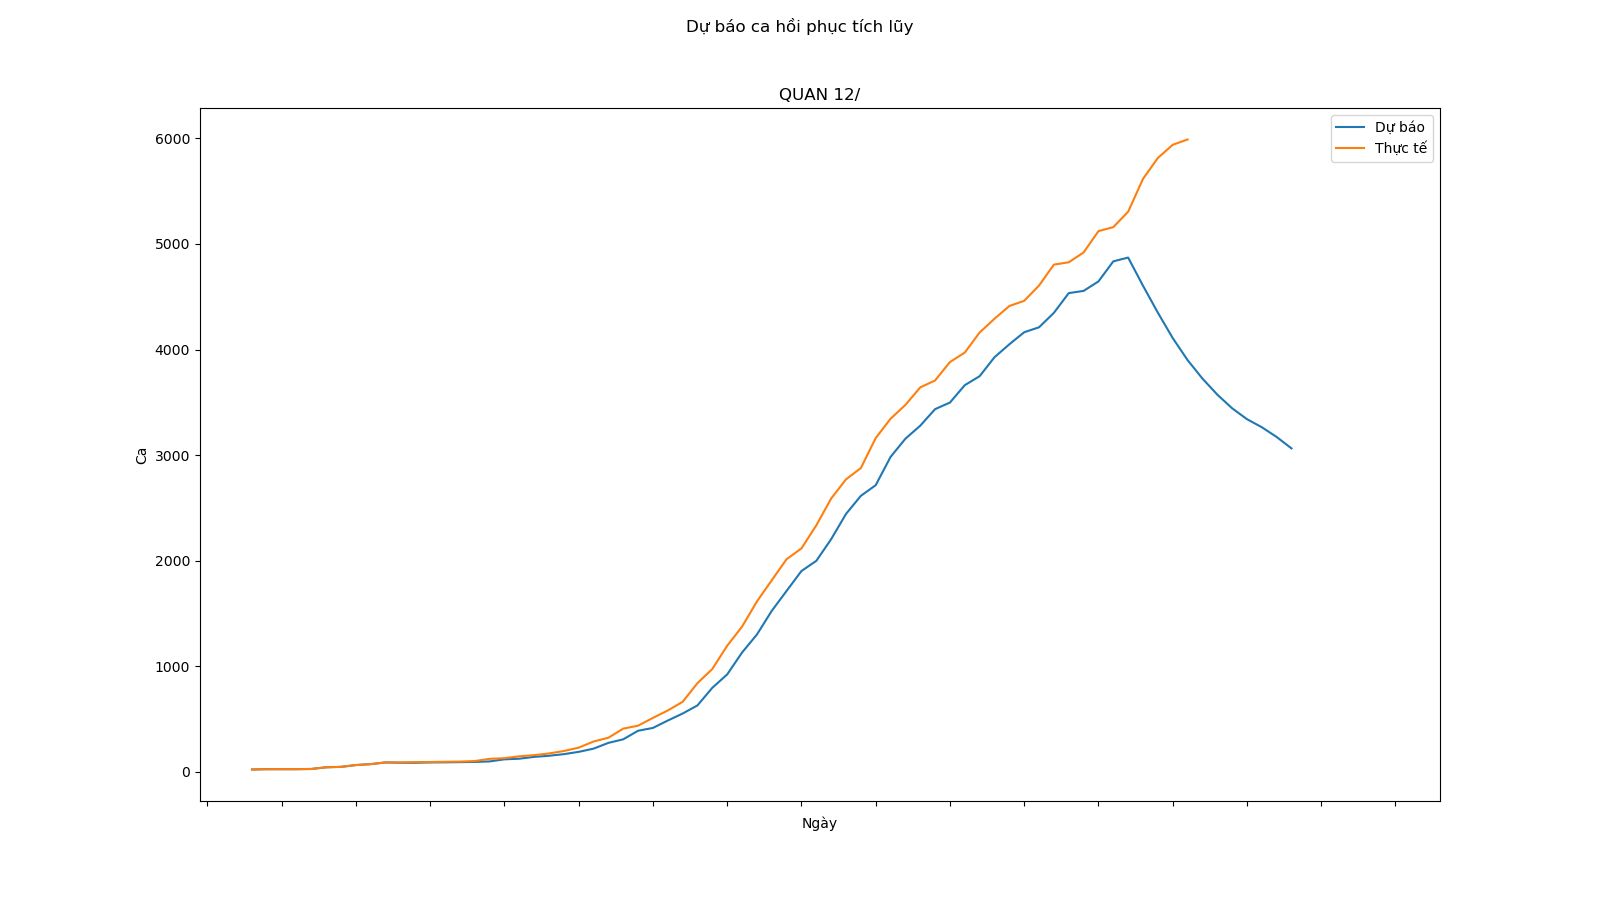 Dự báo ca hồi phục tích lũy
QUAN 12/
Dự báo
Thực tế
6000
5000
4000
3000
2000
1000
0
Ca
Ngày